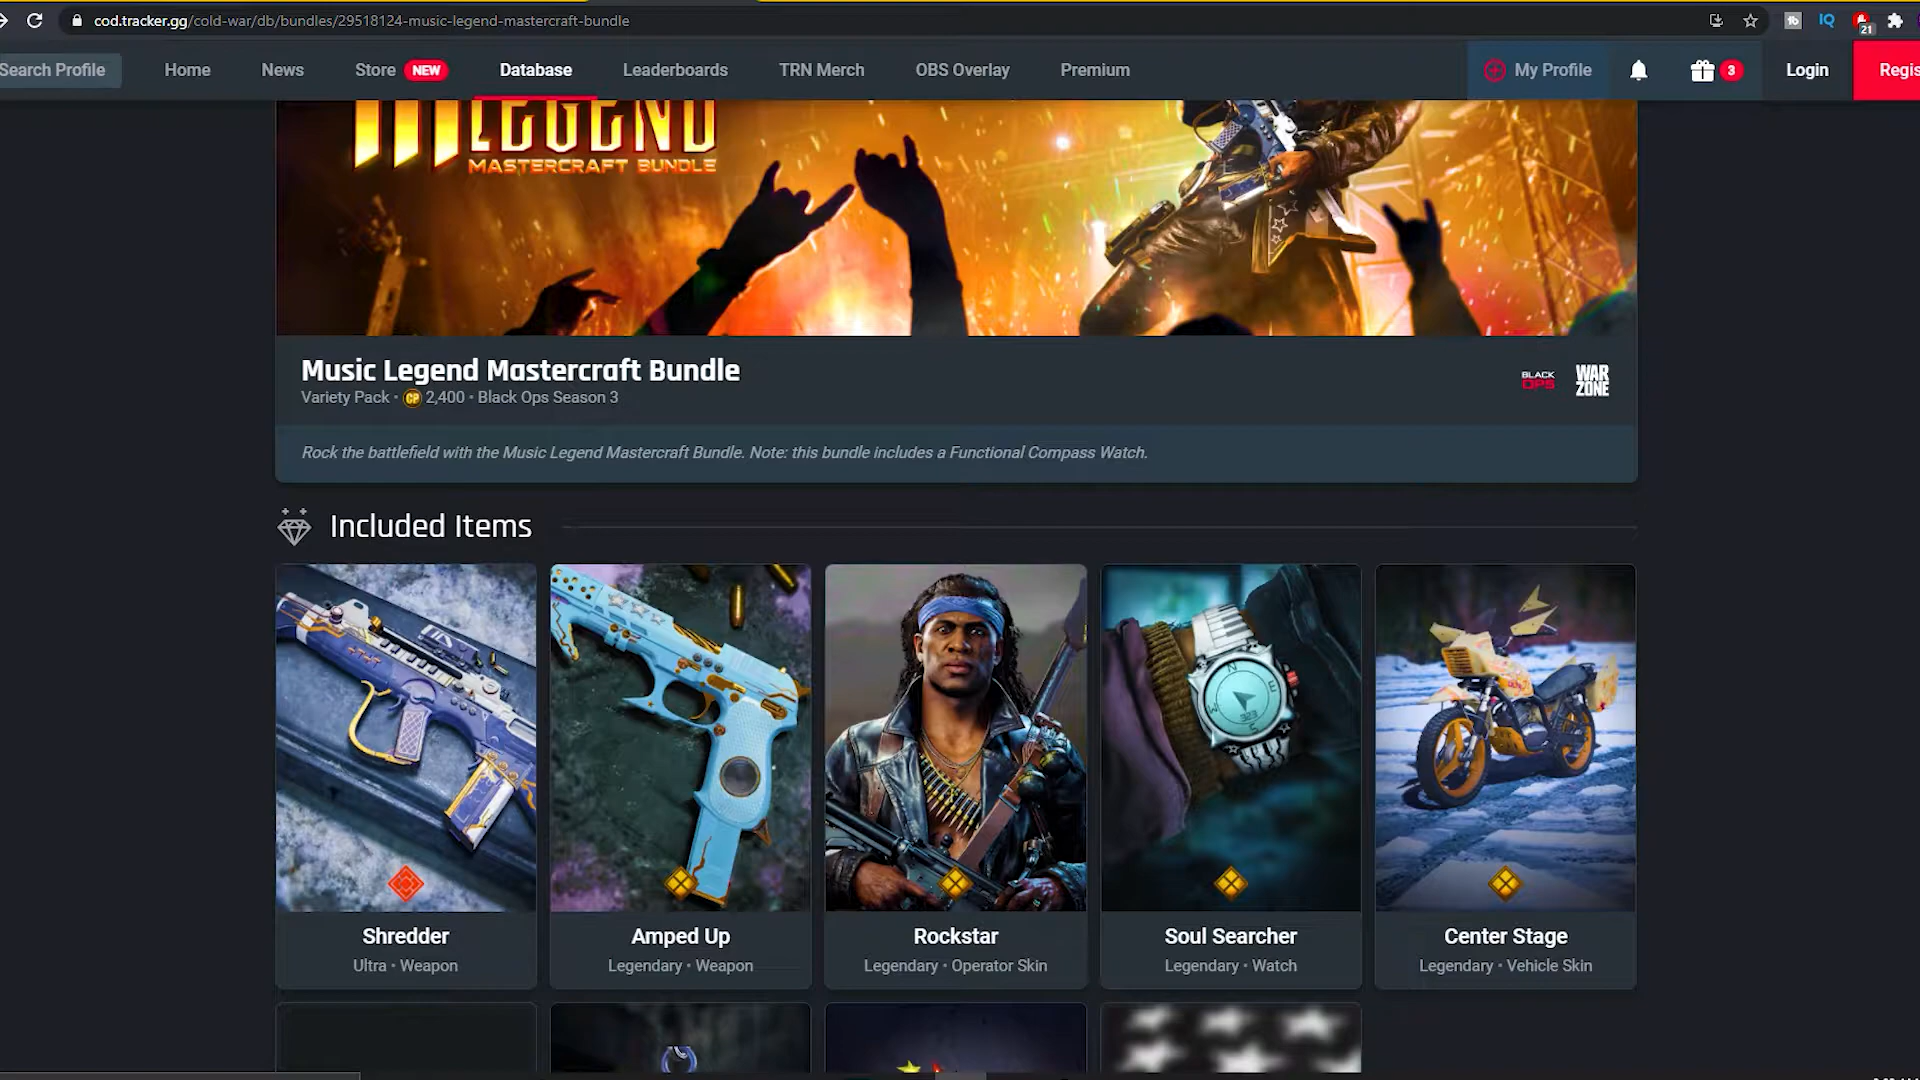 cod.tracker.gg/cold-war/db/bundles/29518124-music-legend-mastercraft-bundle
21
Search Profile
Home
News
Store NEW
Database
Leaderboards
TRN Merch
OBS Overlay
Premium
My Profile
3
Login
Regis
LEGEND
MASTERCRAFT BUNDLE
Music Legend Mastercraft Bundle
Variety Pack • CP 2,400 • Black Ops Season 3
BLACK OPS
WAR ZONE
Rock the battlefield with the Music Legend Mastercraft Bundle. Note: this bundle includes a Functional Compass Watch.
Included Items
Shredder
Ultra • Weapon
Amped Up
Legendary • Weapon
Rockstar
Legendary • Operator Skin
Soul Searcher
Legendary • Watch
Center Stage
Legendary • Vehicle Skin